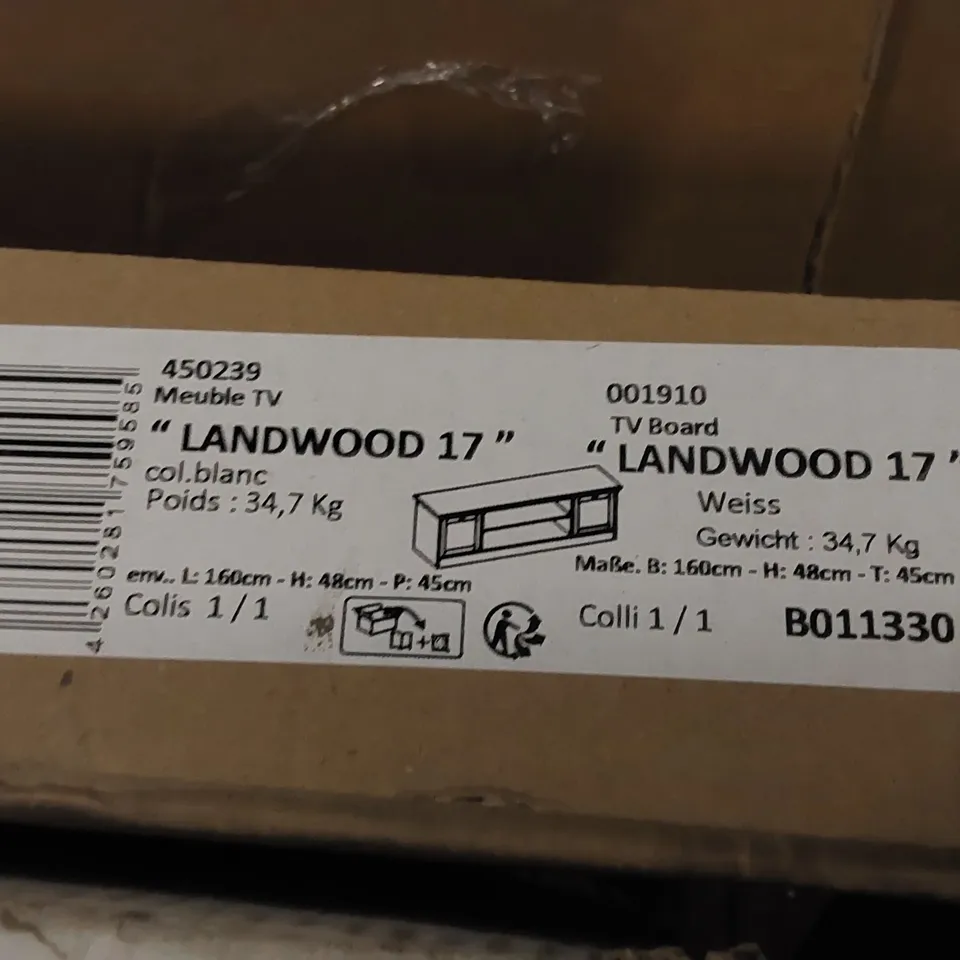 450239
Meuble TV
“ LANDWOOD 17 ”
col.blanc
Poids : 34,7 Kg
env.. L: 160cm - H: 48cm - P: 45cm
Colis 1 / 1
4 260281 759585
001910
TV Board
“ LANDWOOD 17 ”
Weiss
Gewicht : 34,7 Kg
Maße. B: 160cm - H: 48cm - T: 45cm
Colli 1 / 1
B011330